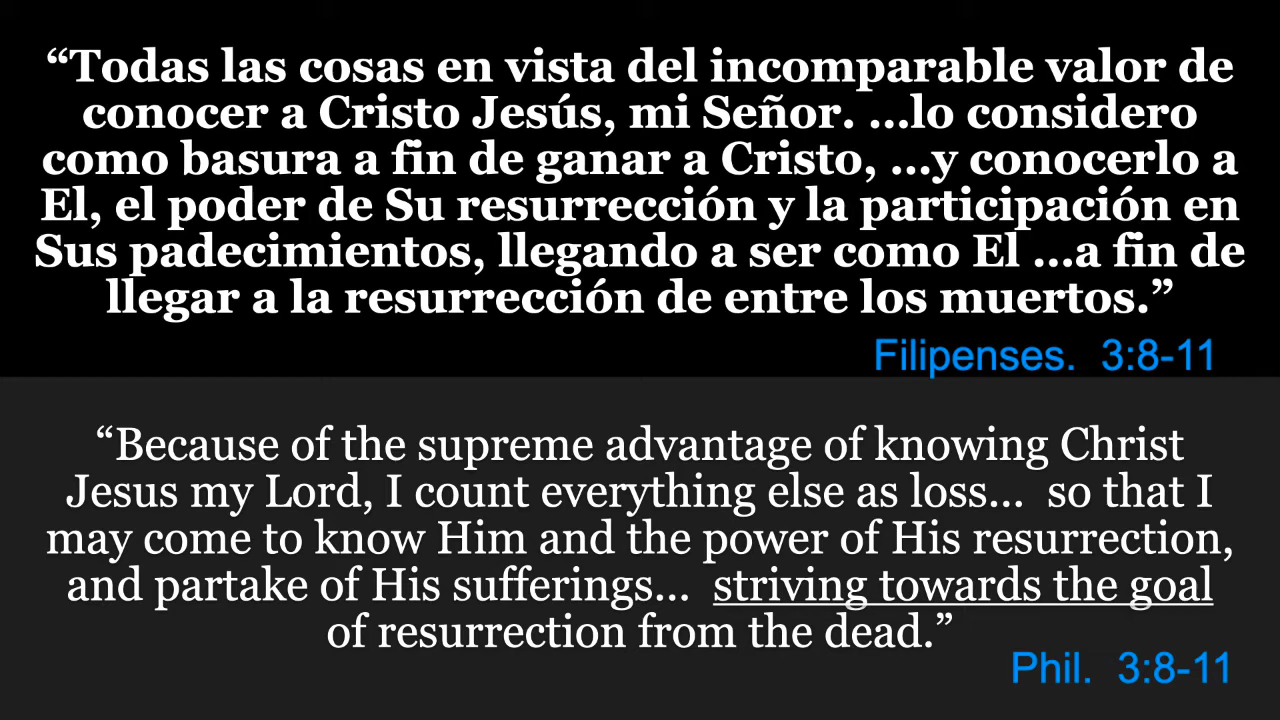 “Todas las cosas en vista del incomparable valor de
conocer a Cristo Jesús, mi Señor. ...lo considero
como basura a fin de ganar a Cristo, ...y conocerlo a
El, el poder de Su resurrección y la participación en
Sus padecimientos, llegando a ser como El ...a fin de
llegar a la resurrección de entre los muertos.”
Filipenses.  3:8-11
“Because of the supreme advantage of knowing Christ
Jesus my Lord, I count everything else as loss...  so that I
may come to know Him and the power of His resurrection,
and partake of His sufferings...  striving towards the goal
of resurrection from the dead.”
Phil.  3:8-11